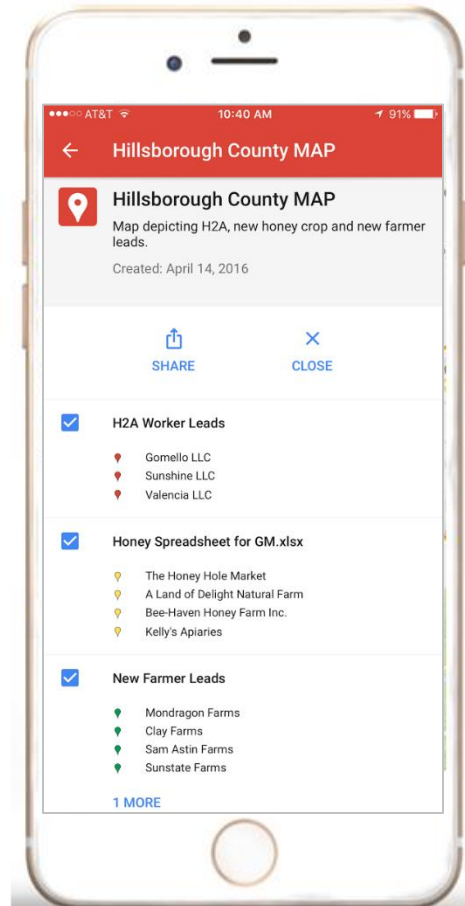 AT&T 10:40 AM 91%
Hillsborough County MAP
Hillsborough County MAP
Map depicting H2A, new honey crop and new farmer
leads.
Created: April 14, 2016
SHARE CLOSE
H2A Worker Leads
Gomello LLC
Sunshine LLC
Valencia LLC
Honey Spreadsheet for GM.xlsx
The Honey Hole Market
A Land of Delight Natural Farm
Bee-Haven Honey Farm Inc.
Kelly's Apiaries
New Farmer Leads
Mondragon Farms
Clay Farms
Sam Astin Farms
Sunstate Farms
1 MORE